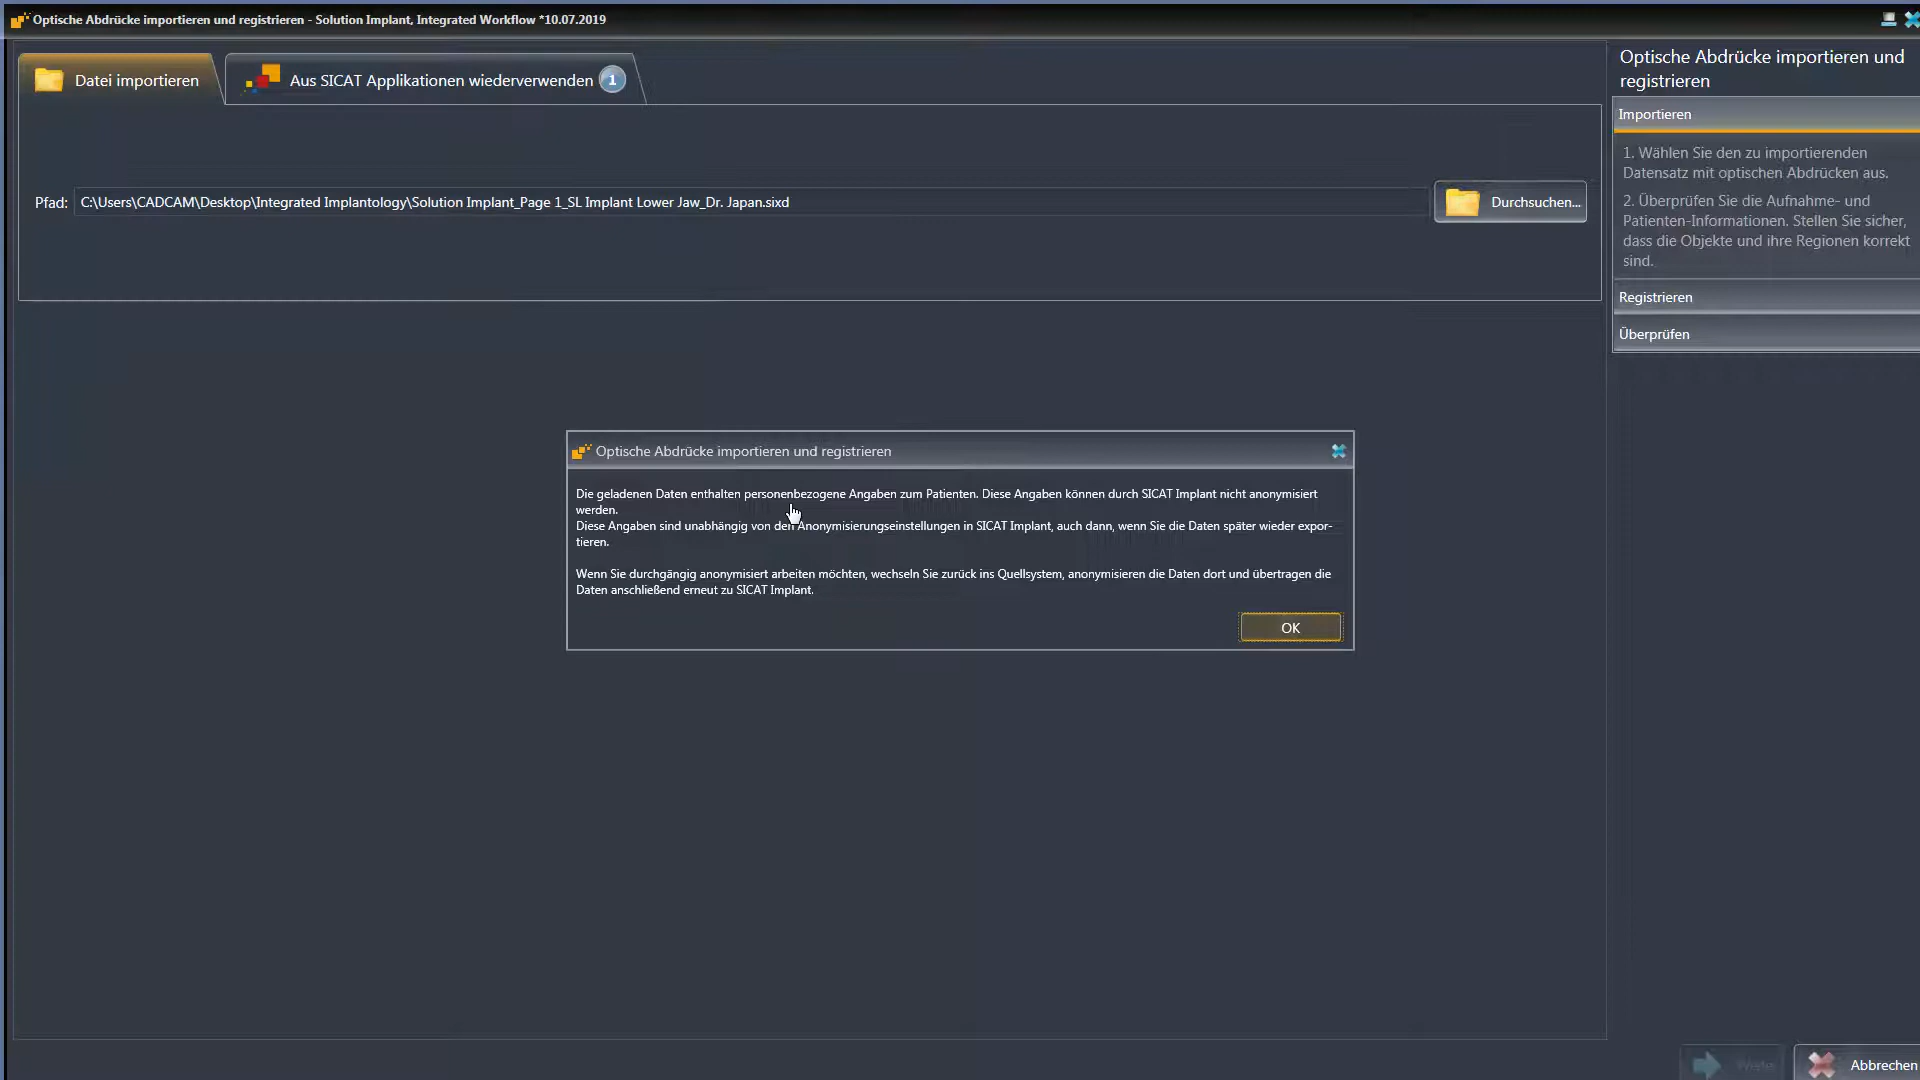 Optische Abdrücke importieren und registrieren - Solution Implant, Integrated Workflow *10.07.2019
Datei importieren
Aus SICAT Applikationen wiederverwenden 1
Pfad: C:\Users\CADCAM\Desktop\Integrated Implantology\Solution Implant_Page 1_SL Implant Lower Jaw_Dr. Japan.sixd
Durchsuchen...
Optische Abdrücke importieren und
registrieren
Importieren
1. Wählen Sie den zu importierenden
Datensatz mit optischen Abdrücken aus.
2. Überprüfen Sie die Aufnahme- und
Patienten-Informationen. Stellen Sie sicher,
dass die Objekte und ihre Regionen korrekt
sind.
Registrieren
Überprüfen
Optische Abdrücke importieren und registrieren
Die geladenen Daten enthalten personenbezogene Angaben zum Patienten. Diese Angaben können durch SICAT Implant nicht anonymisiert
werden.
Diese Angaben sind unabhängig von den Anonymisierungseinstellungen in SICAT Implant, auch dann, wenn Sie die Daten später wieder expor-
tieren.
Wenn Sie durchgängig anonymisiert arbeiten möchten, wechseln Sie zurück ins Quellsystem, anonymisieren die Daten dort und übertragen die
Daten anschließend erneut zu SICAT Implant.
OK
Weiter
Abbrechen